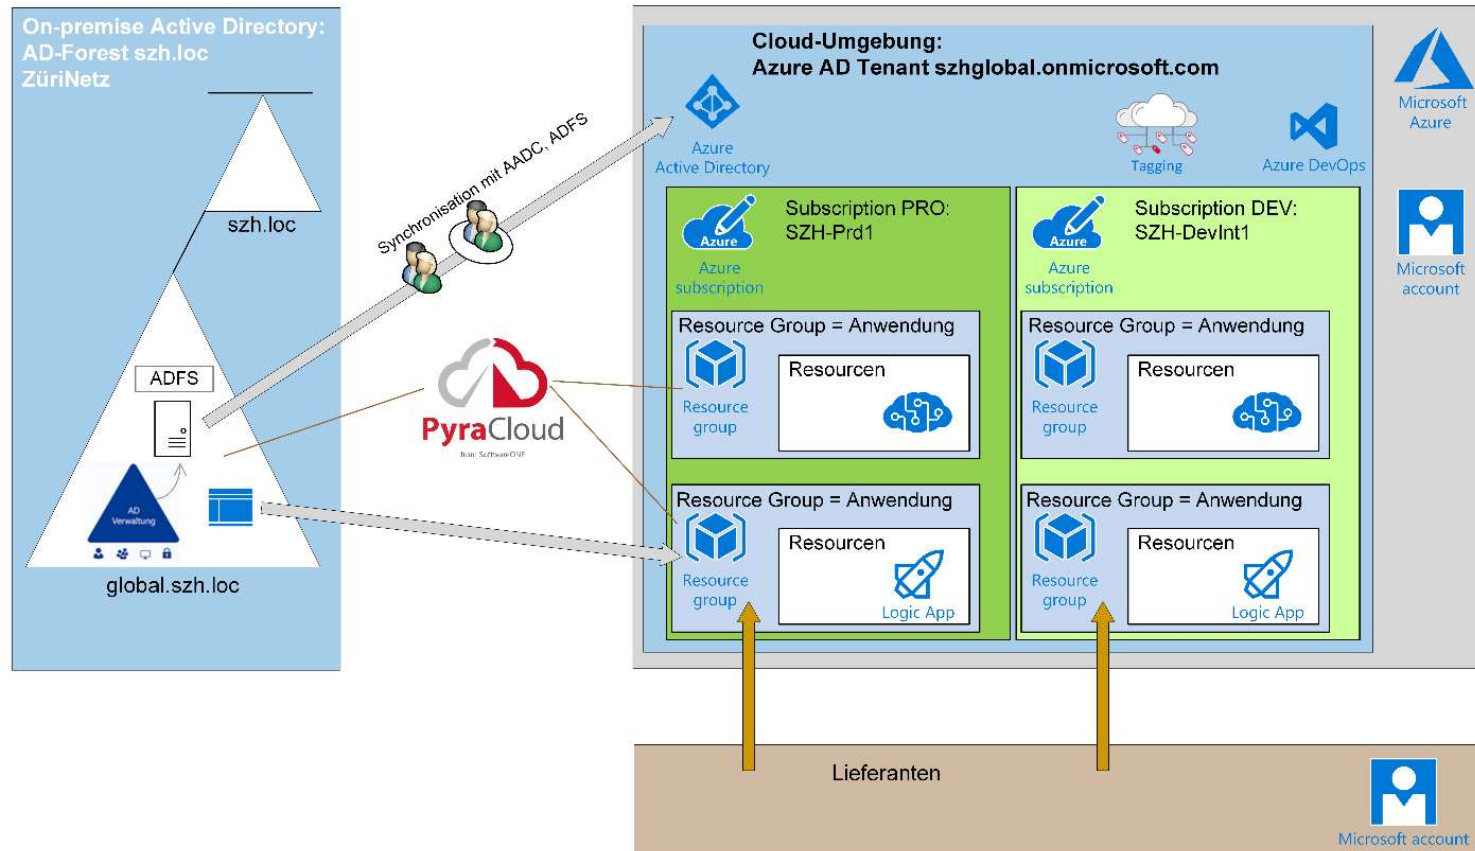 On-premise Active Directory:
AD-Forest szh.loc
ZüriNetz
szh.loc
ADFS
AD
Verwaltung
global.szh.loc
Synchronisation mit AADC, ADFS
PyraCloud
from SoftwareONE
Cloud-Umgebung:
Azure AD Tenant szhglobal.onmicrosoft.com
Azure
Active Directory
Tagging
Azure DevOps
Microsoft
Azure
Microsoft
account
Subscription PRO:
SZH-Prd1
Azure
Azure
subscription
Resource Group = Anwendung
Resourcen
Resource
group
Resource Group = Anwendung
Resourcen
Resource
group
Logic App
Subscription DEV:
SZH-DevInt1
Azure
Azure
subscription
Resource Group = Anwendung
Resourcen
Resource
group
Resource Group = Anwendung
Resourcen
Resource
group
Logic App
Lieferanten
Microsoft account